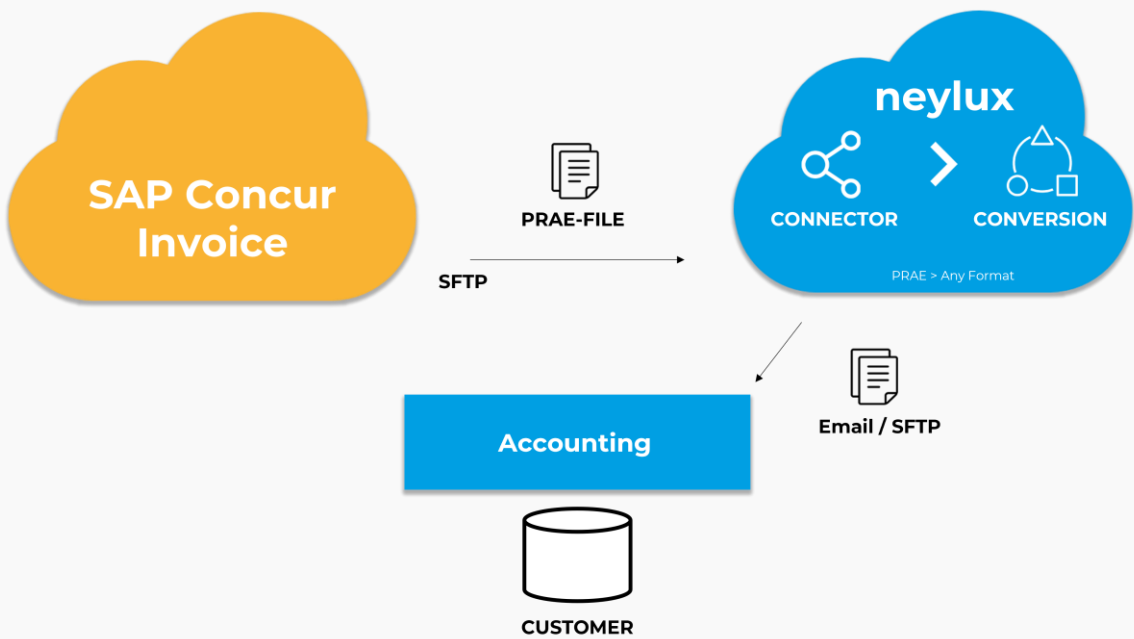 SAP Concur
Invoice
PRAE-FILE
SFTP
neylux
CONNECTOR
CONVERSION
PRAE > Any Format
Email / SFTP
Accounting
CUSTOMER